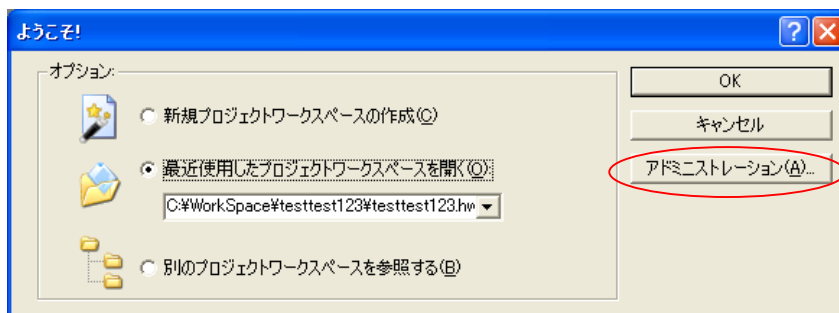 ようこそ!
オプション:
新規プロジェクトワークスペースの作成(C)
最近使用したプロジェクトワークスペースを開く(O):
C:¥WorkSpace¥testtest123¥testtest123.hw
別のプロジェクトワークスペースを参照する(B)
OK
キャンセル
アドミニストレーション(A)...